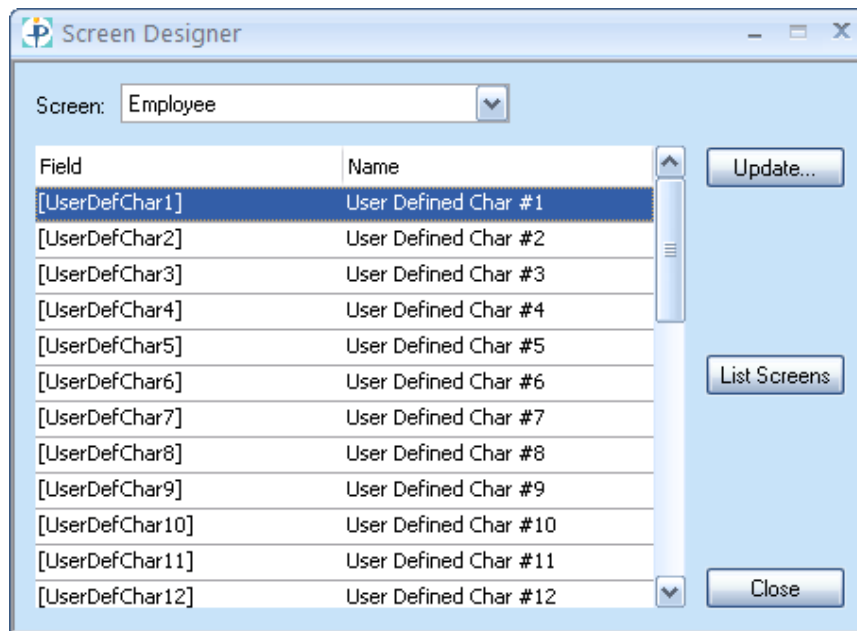 Screen Designer
Screen: Employee
Field Name
[UserDefChar1] User Defined Char #1
[UserDefChar2] User Defined Char #2
[UserDefChar3] User Defined Char #3
[UserDefChar4] User Defined Char #4
[UserDefChar5] User Defined Char #5
[UserDefChar6] User Defined Char #6
[UserDefChar7] User Defined Char #7
[UserDefChar8] User Defined Char #8
[UserDefChar9] User Defined Char #9
[UserDefChar10] User Defined Char #10
[UserDefChar11] User Defined Char #11
[UserDefChar12] User Defined Char #12
Update...
List Screens
Close